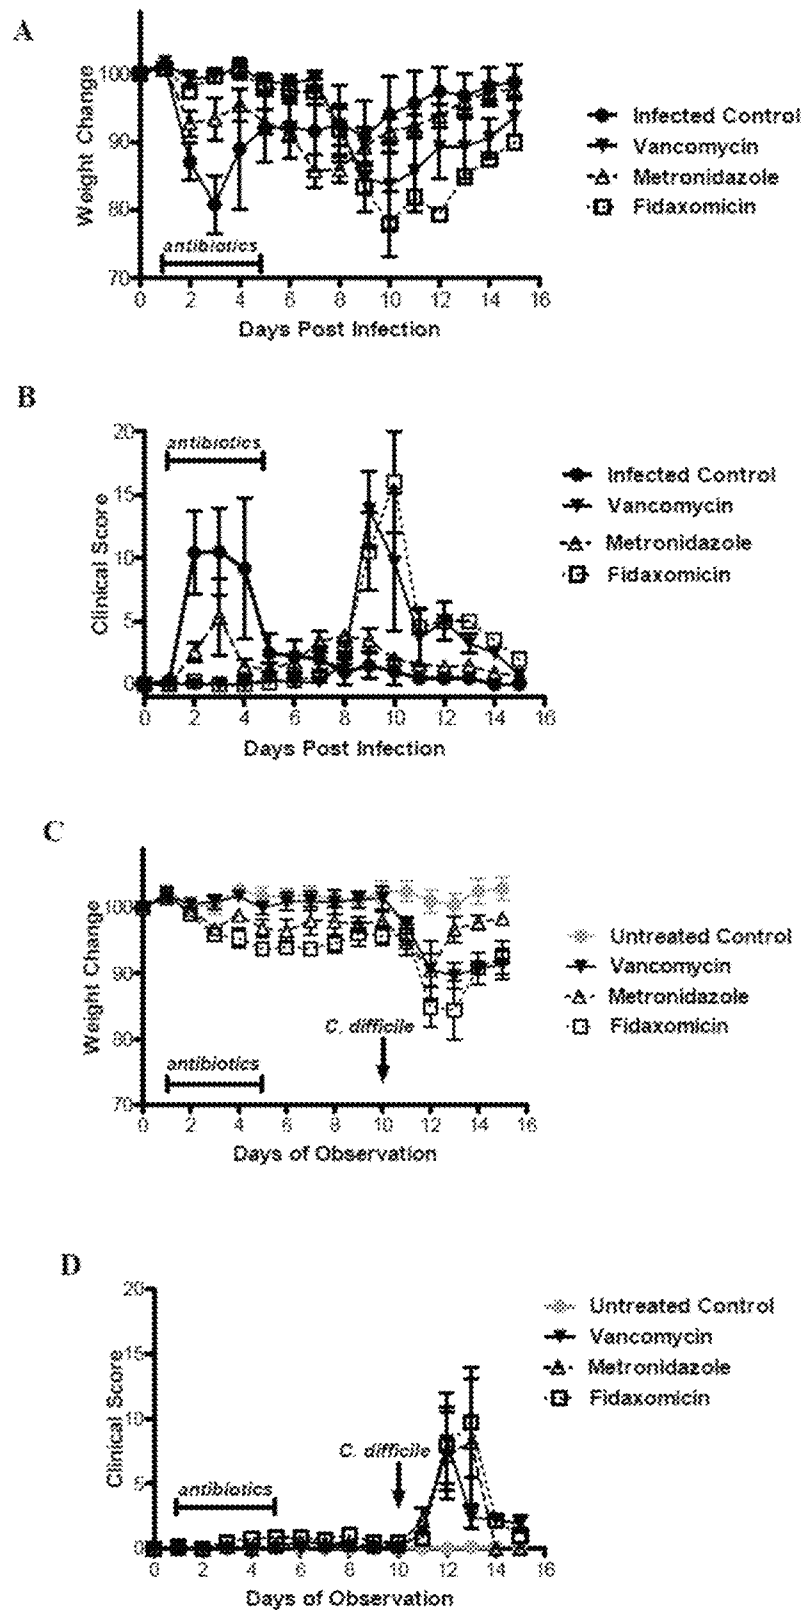 A
Weight Change
100
90
80
70
antibiotics
0 2 4 6 8 10 12 14 16
Days Post Infection
Infected Control
Vancomycin
Metronidazole
Fidaxomicin
B
Clinical Score
20
15
10
5
0
antibiotics
0 2 4 6 8 10 12 14 16
Days Post Infection
Infected Control
Vancomycin
Metronidazole
Fidaxomicin
C
Weight Change
100
90
80
70
C. difficile
antibiotics
0 2 4 6 8 10 12 14 16
Days of Observation
Untreated Control
Vancomycin
Metronidazole
Fidaxomicin
D
Clinical Score
20
15
10
5
0
C. difficile
antibiotics
0 2 4 6 8 10 12 14 16
Days of Observation
Untreated Control
Vancomycin
Metronidazole
Fidaxomicin